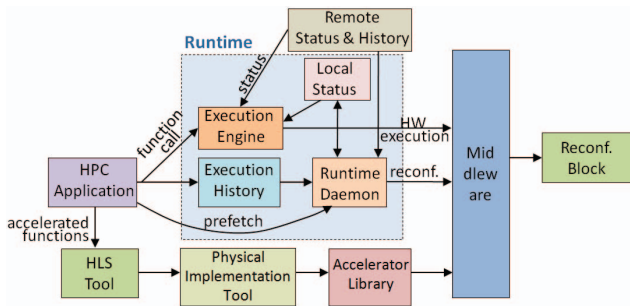 Remote
Status & History
Runtime
status
Local
Status
function
call
Execution
Engine
HW
execution
Mid
dlew
are
Reconf.
Block
HPC
Application
Execution
History
Runtime
Daemon
reconf.
prefetch
accelerated
functions
HLS
Tool
Physical
Implementation
Tool
Accelerator
Library